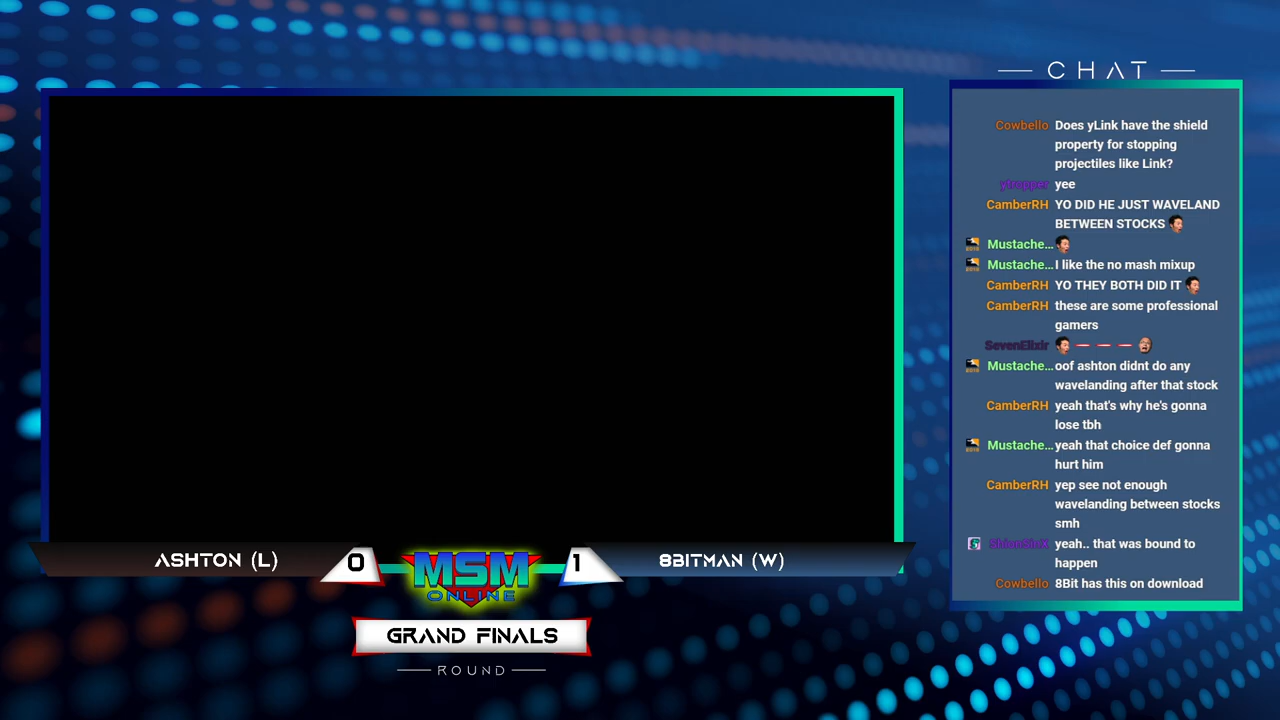 CHAT
Cowbello Does yLink have the shield
property for stopping
projectiles like Link?
ytropper yee
CamberRH YO DID HE JUST WAVELAND
BETWEEN STOCKS
Mustache...
Mustache... I like the no mash mixup
CamberRH YO THEY BOTH DID IT
CamberRH these are some professional
gamers
SevenElixir
Mustache... oof ashton didnt do any
wavelanding after that stock
CamberRH yeah that's why he's gonna
lose tbh
Mustache... yeah that choice def gonna
hurt him
CamberRH yep see not enough
wavelanding between stocks
smh
yeah.. that was bound to
happen
Cowbello 8Bit has this on download
ASHTON (L) 0 MSM 1 8BITMAN (W)
ONLINE
GRAND FINALS
ROUND